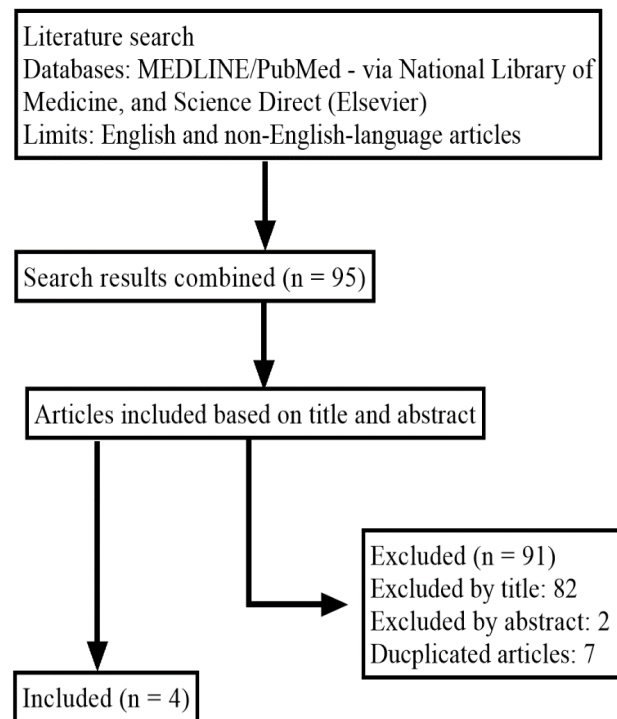 Literature search
Databases: MEDLINE/PubMed - via National Library of
Medicine, and Science Direct (Elsevier)
Limits: English and non-English-language articles
Search results combined (n = 95)
Articles included based on title and abstract
Excluded (n = 91)
Excluded by title: 82
Excluded by abstract: 2
Ducplicated articles: 7
Included (n = 4)